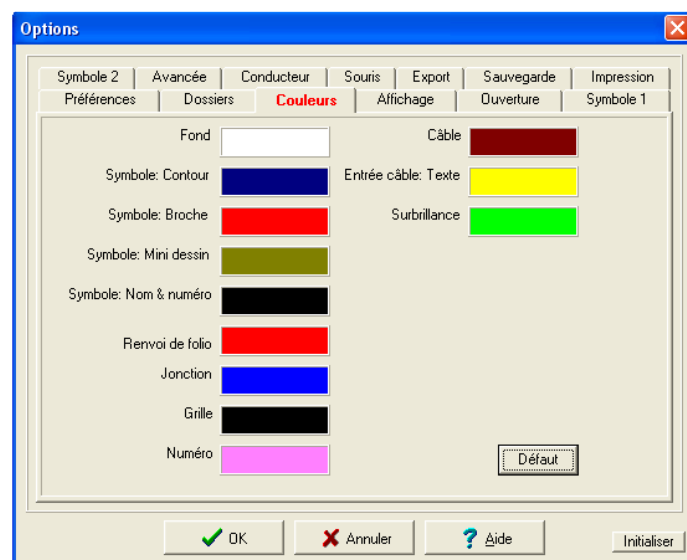 Options
Symbole 2 Avancée Conducteur Souris Export Sauvegarde Impression
Préférences Dossiers Couleurs Affichage Ouverture Symbole 1
Fond Câble
Symbole: Contour Entrée câble: Texte
Symbole: Broche Surbrillance
Symbole: Mini dessin
Symbole: Nom & numéro
Renvoi de folio
Jonction
Grille
Numéro
Défaut
OK Annuler ? Aide Initialiser